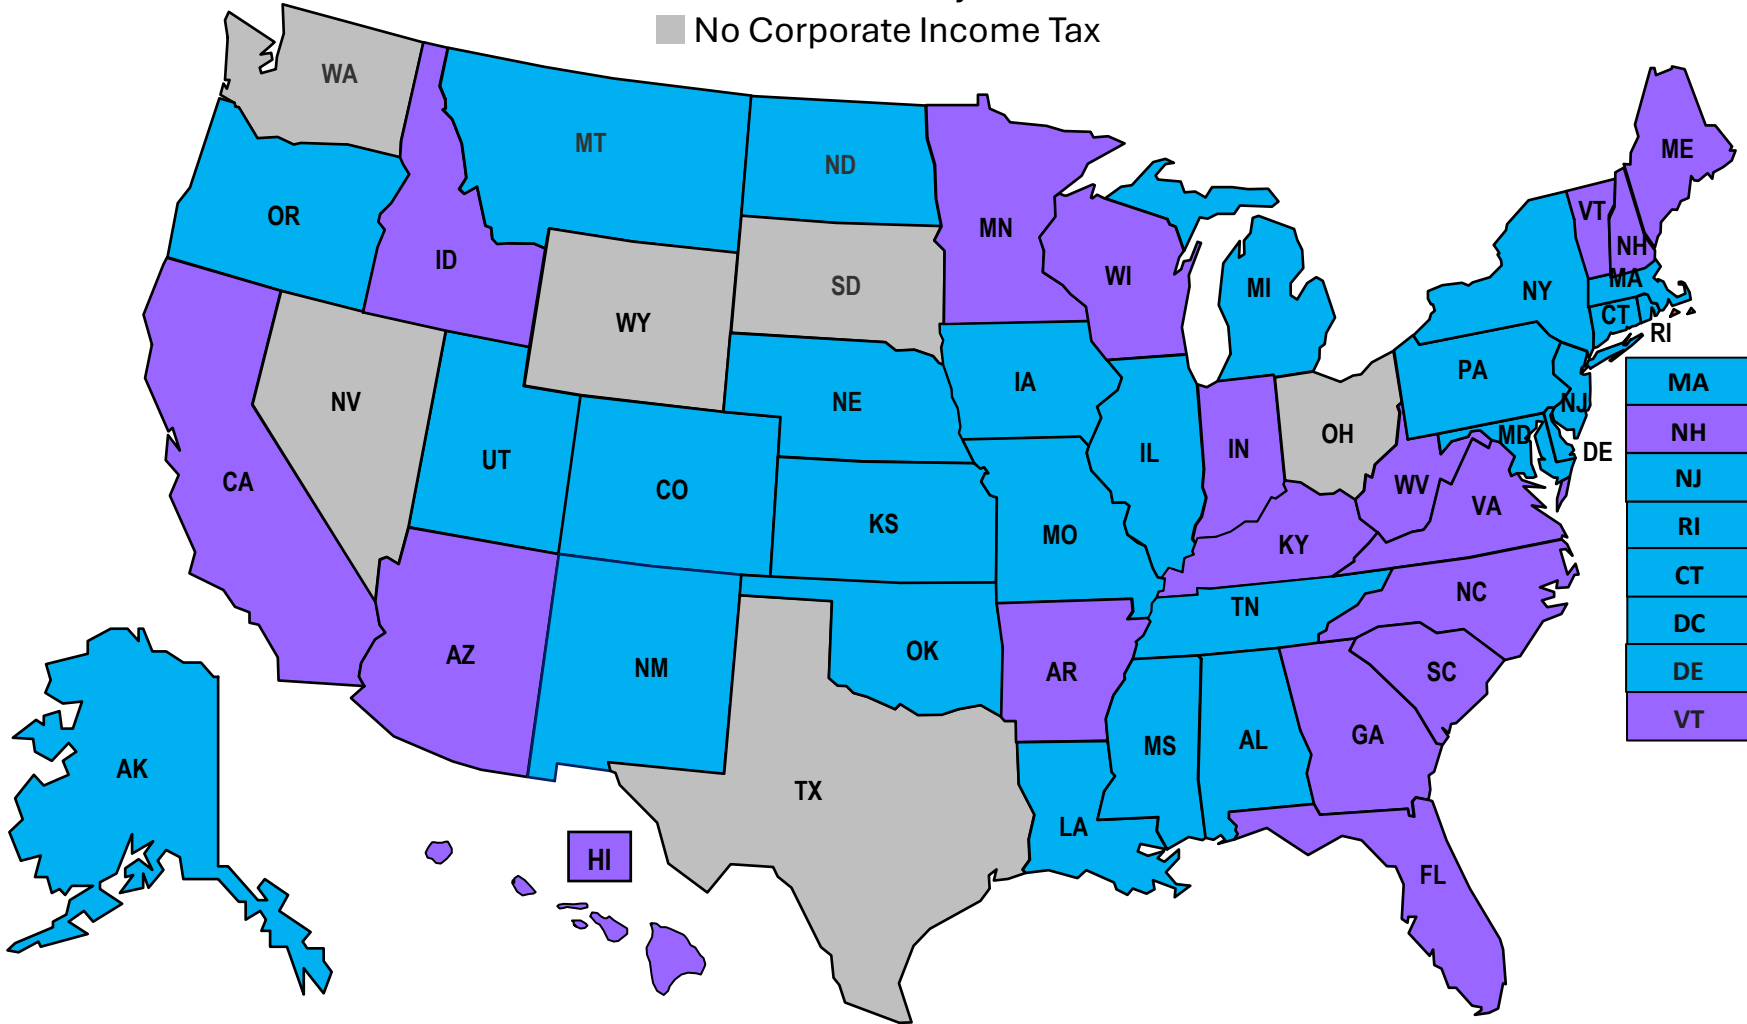 No Corporate Income Tax
WA
MT
ND
ME
OR
VT
MN
NH
ID
WI
MA
SD
MI
NY
CT
WY
RI
PA
IA
MA
NV
NE
NJ
NH
OH
MD
IN
IL
DE
UT
CA
CO
WV
NJ
VA
KS
RI
MO
KY
CT
NC
TN
DC
OK
AZ
NM
AR
SC
DE
VT
GA
AL
MS
AK
TX
LA
HI
FL